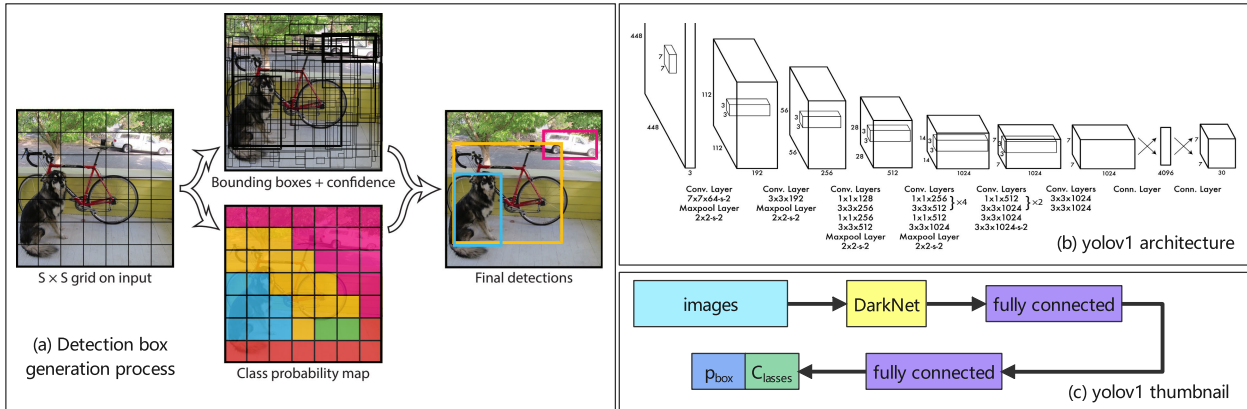 S × S grid on input
Bounding boxes + confidence
Class probability map
Final detections
(a) Detection box
generation process
448
448
3
7
7
112
112
192
3
3
56
56
256
3
3
28
28
512
3
3
14
14
1024
3
3
7
7
1024
3
3
7
7
1024
4096
7
7
30
Conv. Layer
7x7x64-s-2
Maxpool Layer
2x2-s-2
Conv. Layer
3x3x192
Maxpool Layer
2x2-s-2
Conv. Layers
1x1x128
3x3x256
1x1x256
3x3x512
Maxpool Layer
2x2-s-2
Conv. Layers
1x1x256
3x3x512
} ×4
1x1x512
3x3x1024
Maxpool Layer
2x2-s-2
Conv. Layers
1x1x512
3x3x1024
} ×2
3x3x1024
3x3x1024-s-2
Conv. Layers
3x3x1024
3x3x1024
Conn. Layer
Conn. Layer
(b) yolov1 architecture
images
DarkNet
fully connected
fully connected
Classes
pbox
(c) yolov1 thumbnail